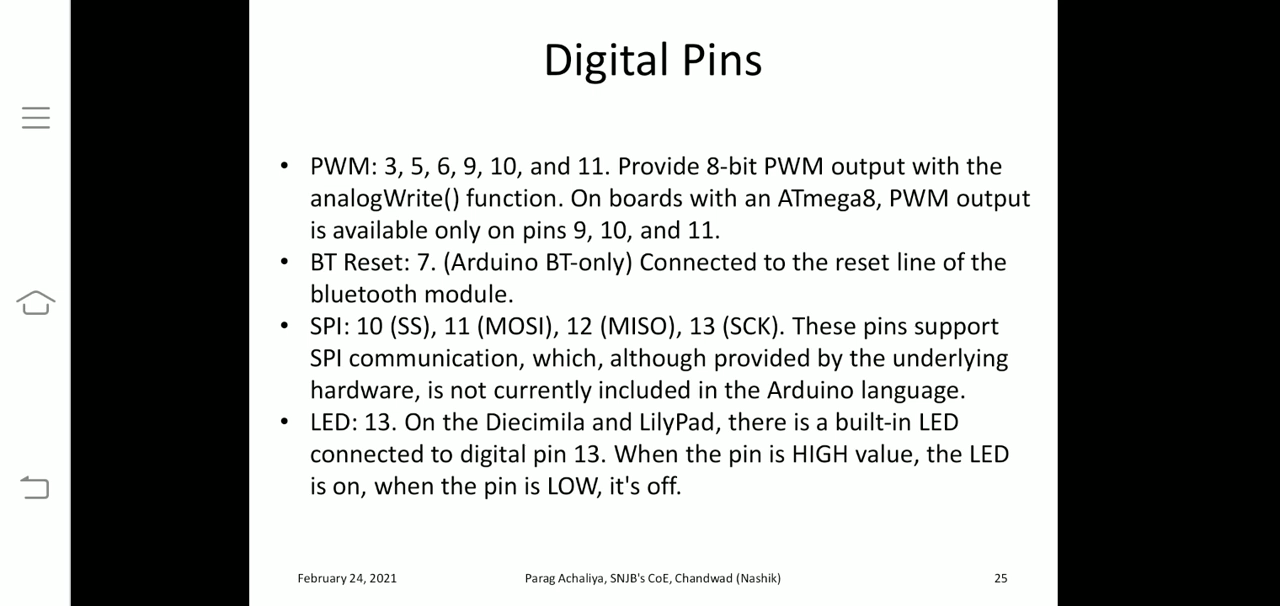 Digital Pins
• PWM: 3, 5, 6, 9, 10, and 11. Provide 8-bit PWM output with the
analogWrite() function. On boards with an ATmega8, PWM output
is available only on pins 9, 10, and 11.
• BT Reset: 7. (Arduino BT-only) Connected to the reset line of the
bluetooth module.
• SPI: 10 (SS), 11 (MOSI), 12 (MISO), 13 (SCK). These pins support
SPI communication, which, although provided by the underlying
hardware, is not currently included in the Arduino language.
• LED: 13. On the Diecimila and LilyPad, there is a built-in LED
connected to digital pin 13. When the pin is HIGH value, the LED
is on, when the pin is LOW, it's off.
February 24, 2021 Parag Achaliya, SNJB's CoE, Chandwad (Nashik) 25